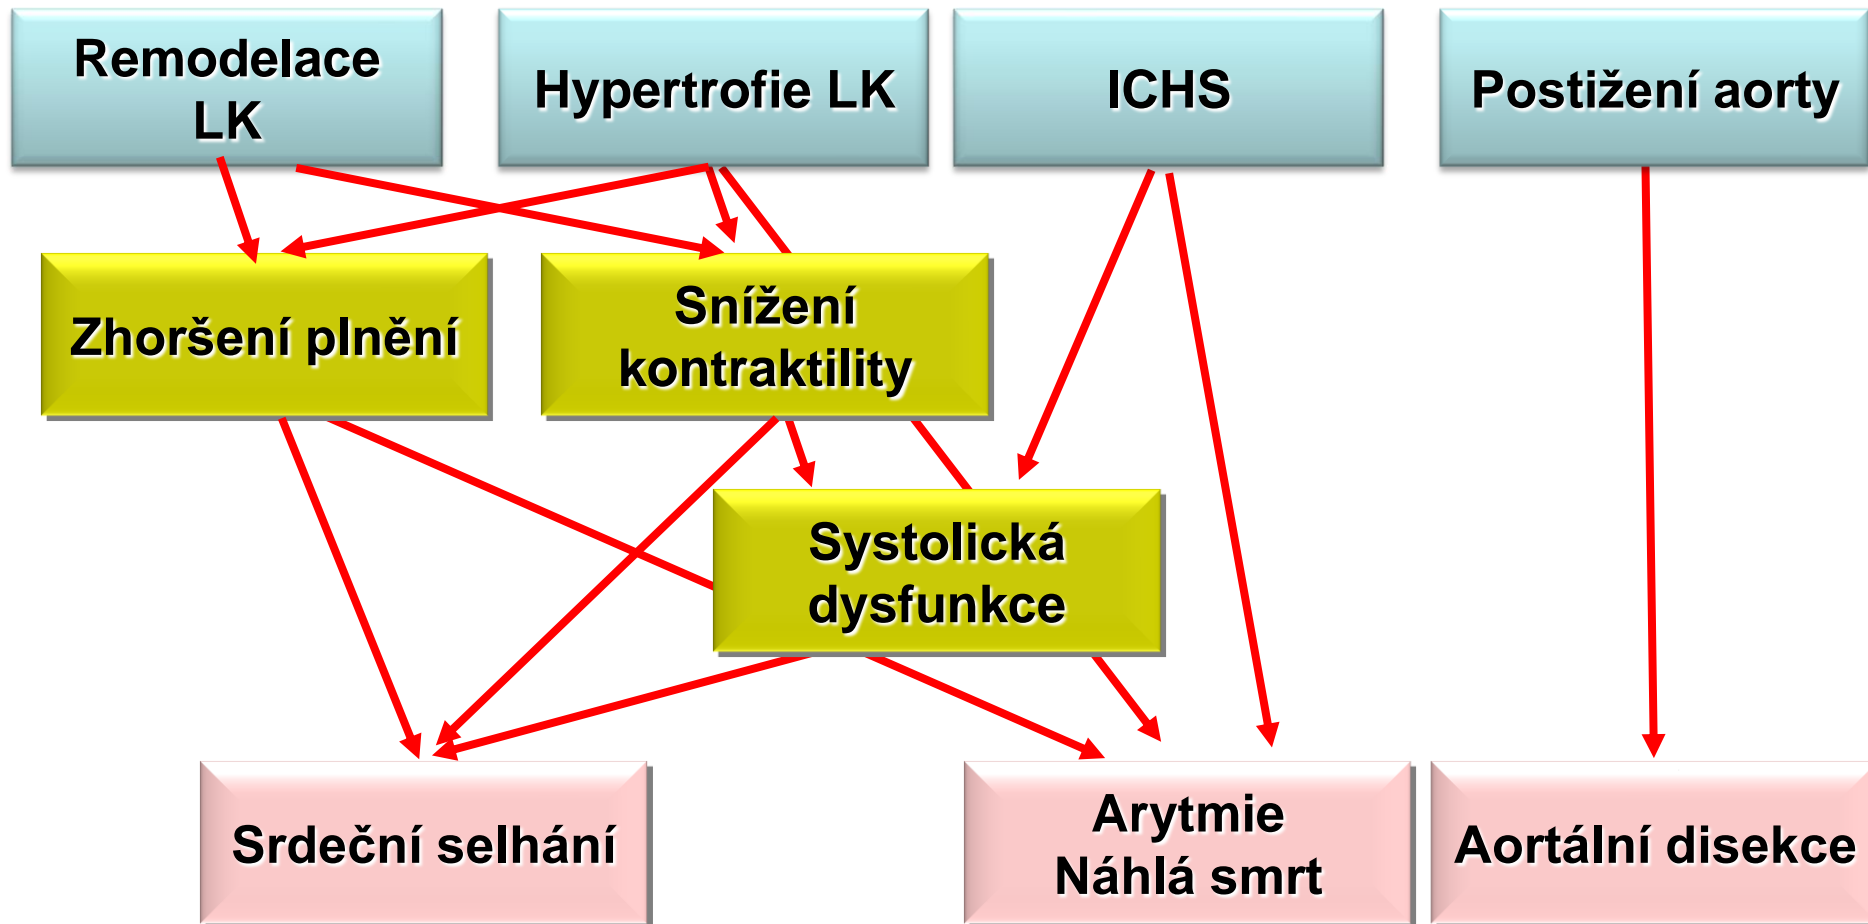 Remodelace
LK
Hypertrofie LK
ICHS
Postižení aorty
Zhoršení plnění
Snížení
kontraktility
Systolická
dysfunkce
Srdeční selhání
Arytmie
Náhlá smrt
Aortální disekce